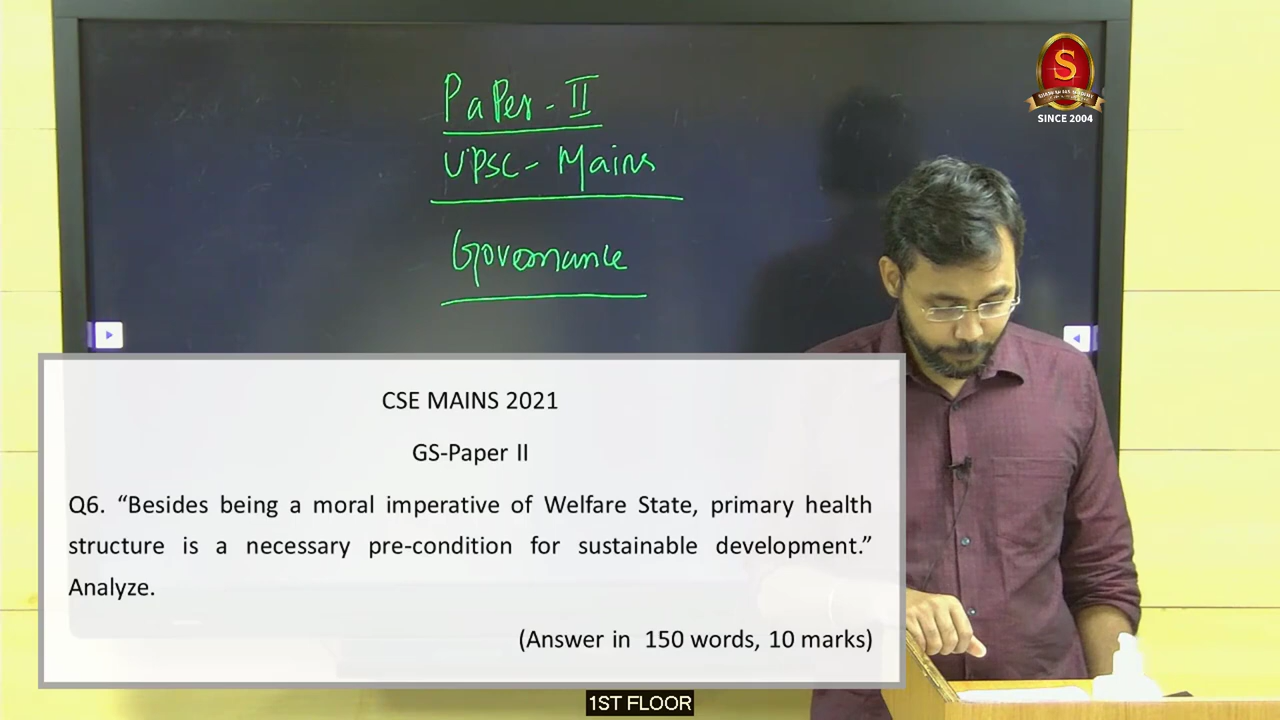 PaPer - II
UPSC - Mains
Governance
S
SINCE 2004
CSE MAINS 2021
GS-Paper II
Q6. “Besides being a moral imperative of Welfare State, primary health
structure is a necessary pre-condition for sustainable development.”
Analyze.
(Answer in 150 words, 10 marks)
1ST FLOOR